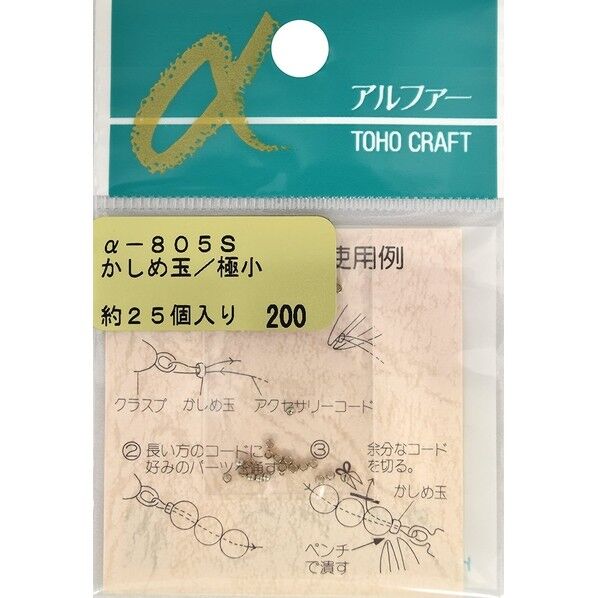 α
アルファー
TOHO CRAFT
α-805S
かしめ玉/極小
約25個入り 200
使用例
クラスプ かしめ玉 アクセサリーコード
②長い方のコードに
好みのパーツを通す。
③ 余分なコード
を切る。
かしめ玉
ペンチ
で潰す